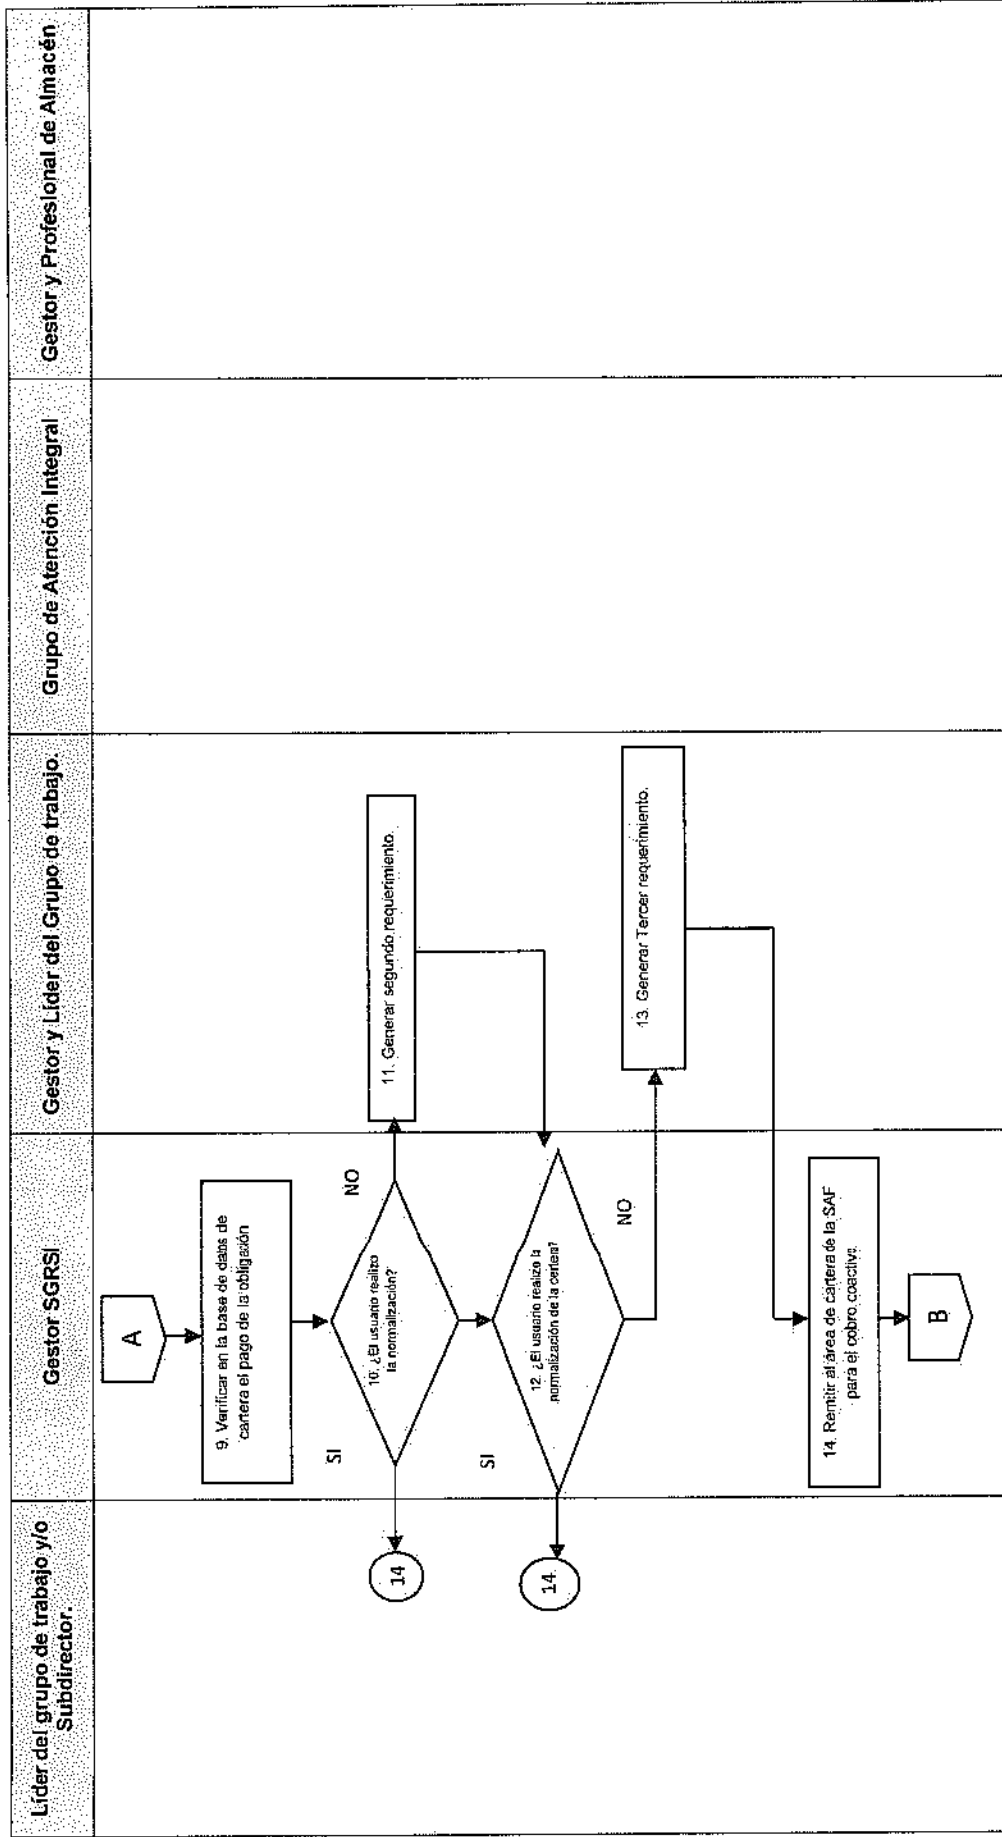 Líder del grupo de trabajo y/o
Subdirector.
Gestor SGRSI
Gestor y Líder del Grupo de trabajo.
Grupo de Atención Integral
Gestor y Profesional de Almacén
A
9. Verificar en la base de datos de
cartera el pago de la obligación
SI
10. ¿El usuario realizo
la normalización?
NO
11. Generar segundo requerimiento.
14
SI
12. ¿El usuario realizo la
normalización de la certera?
NO
14
13. Generar Tercer requerimiento.
14. Remitir al área de cartera de la SAF
para el cobro coactivo.
B